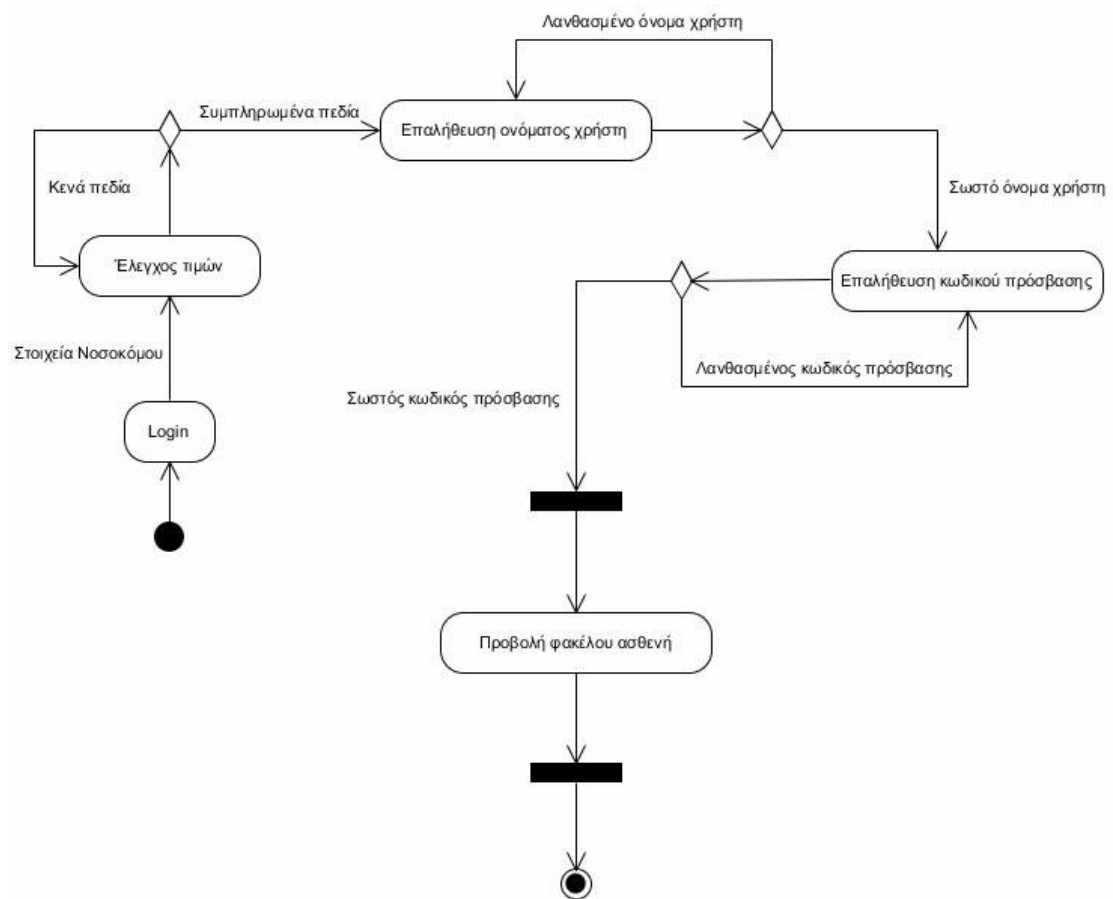 Λανθασμένο όνομα χρήστη
Συμπληρωμένα πεδία
Επαλήθευση ονόματος χρήστη
Κενά πεδία
Σωστό όνομα χρήστη
Έλεγχος τιμών
Επαλήθευση κωδικού πρόσβασης
Στοιχεία Νοσοκόμου
Λανθασμένος κωδικός πρόσβασης
Σωστός κωδικός πρόσβασης
Login
Προβολή φακέλου ασθενή